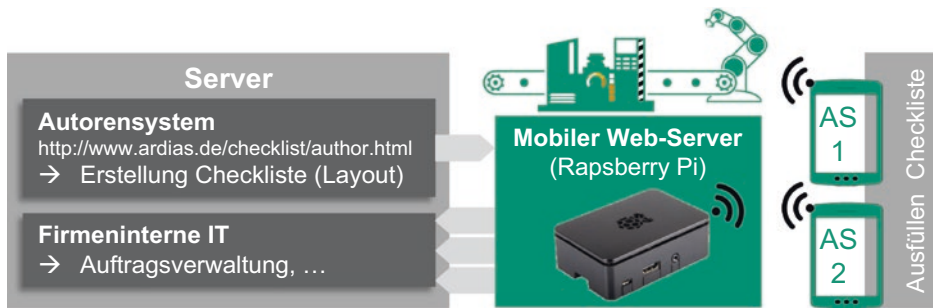 Server
Autorensystem
http://www.ardias.de/checklist/author.html
→ Erstellung Checkliste (Layout)
Firmeninterne IT
→ Auftragsverwaltung, …
Mobiler Web-Server
(Rapsberry Pi)
AS
1
AS
2
Ausfüllen Checkliste